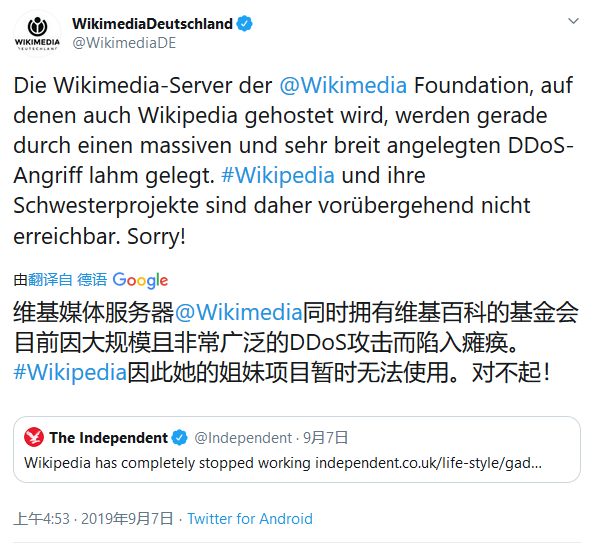 WikimediaDeutschland
@WikimediaDE
WIKIMEDIA
DEUTSCHLAND
Die Wikimedia-Server der @Wikimedia Foundation, auf
denen auch Wikipedia gehostet wird, werden gerade
durch einen massiven und sehr breit angelegten DDoS-
Angriff lahm gelegt. #Wikipedia und ihre
Schwesterprojekte sind daher vorübergehend nicht
erreichbar. Sorry!
由翻译自 德语 Google
维基媒体服务器@Wikimedia同时拥有维基百科的基金会
目前因大规模且非常广泛的DDoS攻击而陷入瘫痪。
#Wikipedia因此她的姐妹项目暂时无法使用。对不起！
The Independent @Independent · 9月7日
Wikipedia has completely stopped working independent.co.uk/life-style/gad...
上午4:53 · 2019年9月7日 · Twitter for Android